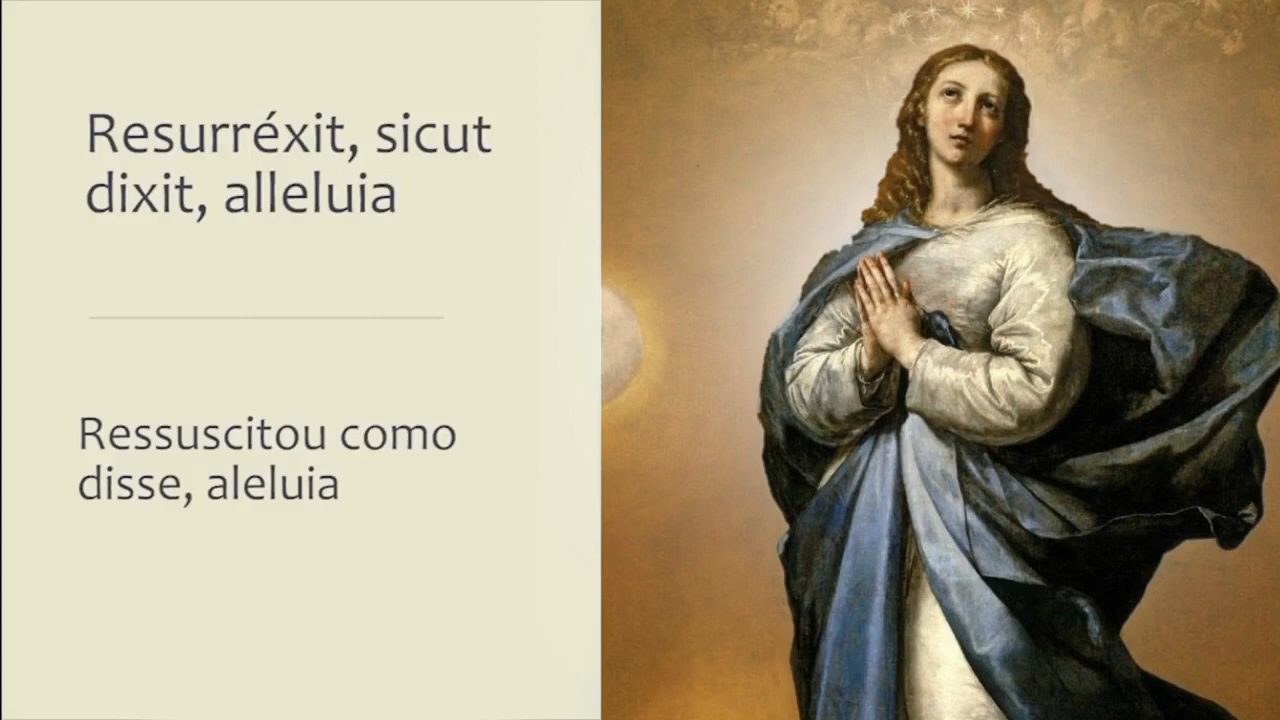 Resurréxit, sicut
dixit, alleluia
Ressuscitou como
disse, aleluia